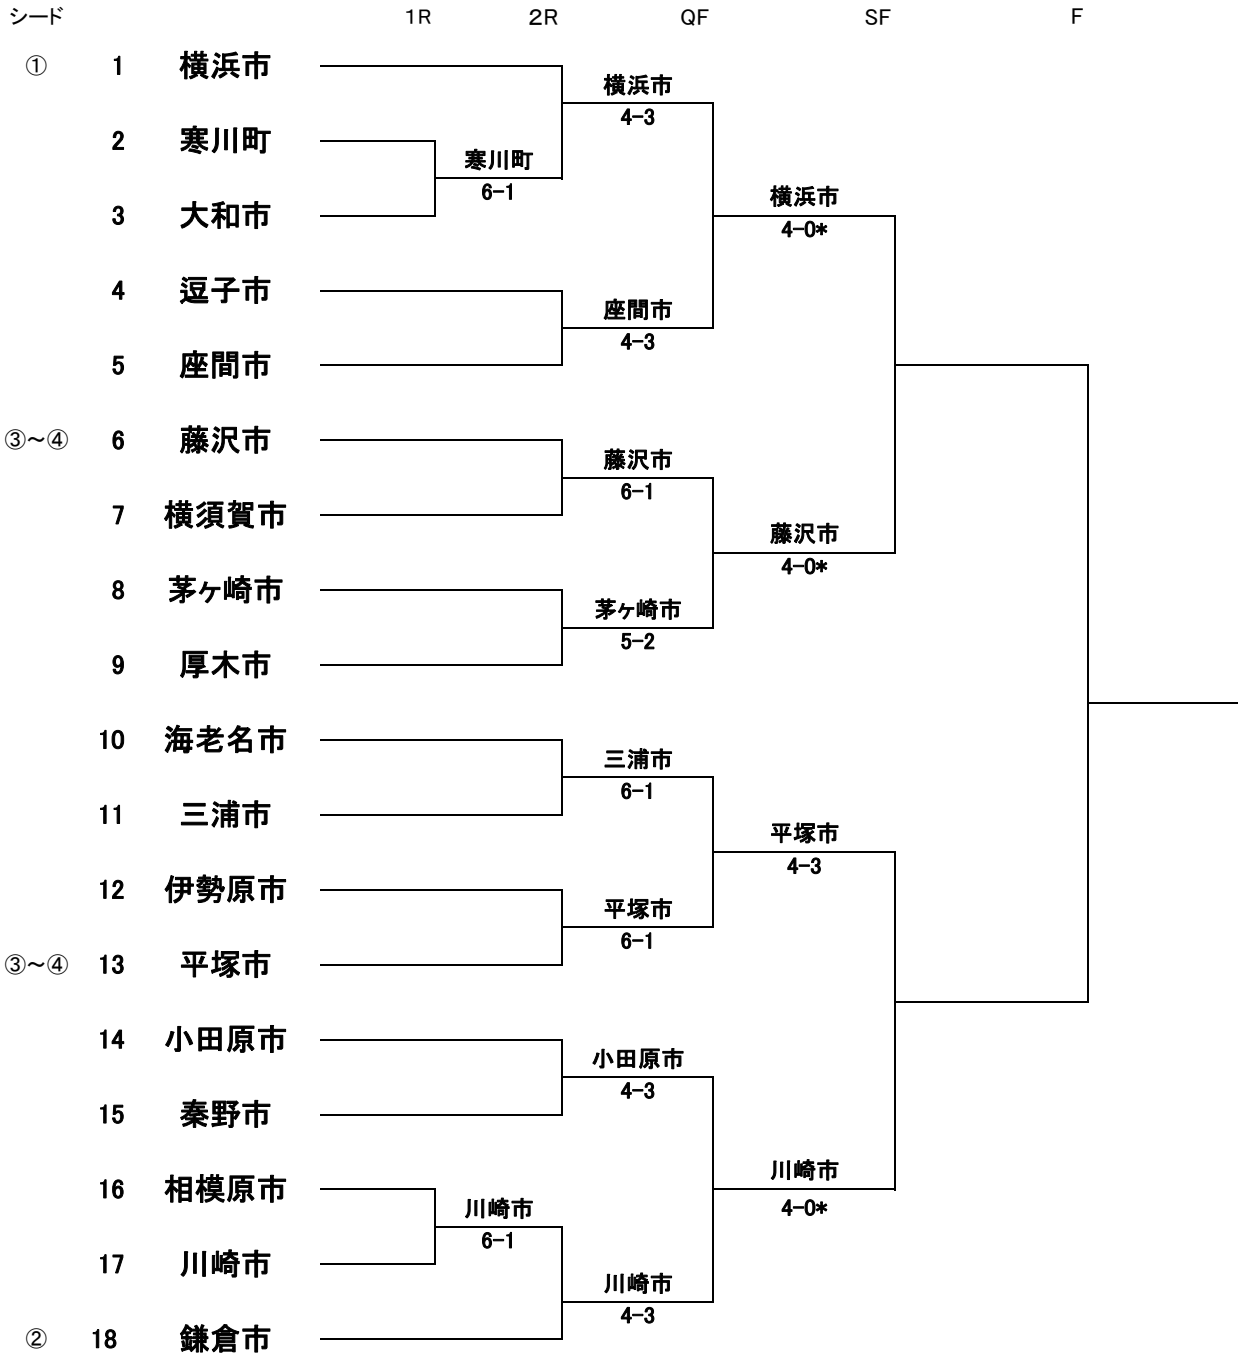 シード 1R 2R QF SF F
① 1 横浜市
横浜市
4-3
2 寒川町
寒川町
6-1
3 大和市
横浜市
4-0*
4 逗子市
座間市
4-3
5 座間市
③～④ 6 藤沢市
藤沢市
6-1
7 横須賀市
藤沢市
4-0*
8 茅ヶ崎市
茅ヶ崎市
5-2
9 厚木市
10 海老名市
三浦市
6-1
11 三浦市
平塚市
4-3
12 伊勢原市
平塚市
6-1
③～④ 13 平塚市
14 小田原市
小田原市
4-3
15 秦野市
川崎市
4-0*
16 相模原市
川崎市
6-1
17 川崎市
川崎市
4-3
② 18 鎌倉市